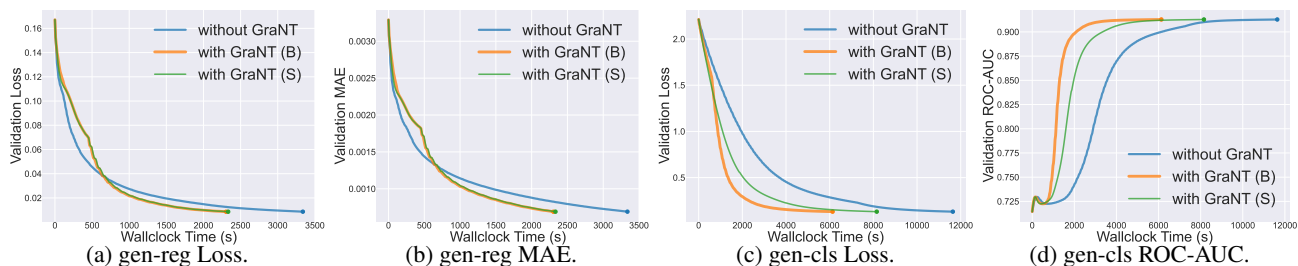 Validation Loss
0.16
0.14
0.12
0.10
0.08
0.06
0.04
0.02
without GraNT
with GraNT (B)
with GraNT (S)
0 500 1000 1500 2000 2500 3000 3500
Wallclock Time (s)
(a) gen-reg Loss.
Validation MAE
0.0030
0.0025
0.0020
0.0015
0.0010
without GraNT
with GraNT (B)
with GraNT (S)
0 500 1000 1500 2000 2500 3000 3500
Wallclock Time (s)
(b) gen-reg MAE.
Validation Loss
2.0
1.5
1.0
0.5
without GraNT
with GraNT (B)
with GraNT (S)
0 2000 4000 6000 8000 10000 12000
Wallclock Time (s)
(c) gen-cls Loss.
Validation ROC-AUC
0.900
0.875
0.850
0.825
0.800
0.775
0.750
0.725
without GraNT
with GraNT (B)
with GraNT (S)
0 2000 4000 6000 8000 10000 12000
Wallclock Time (s)
(d) gen-cls ROC-AUC.